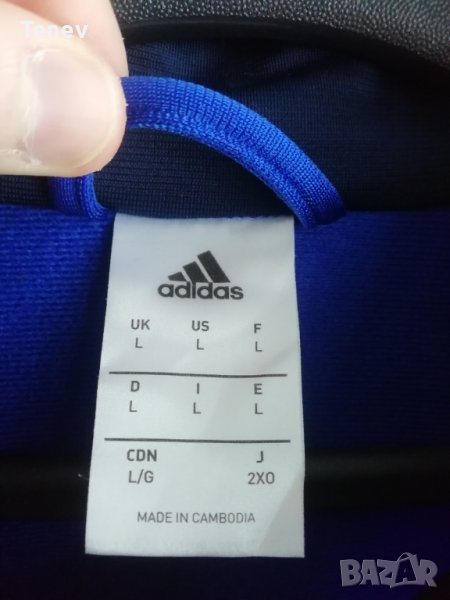 Tenev
adidas
UK US F
L L L
D I E
L L L
CDN J
L/G 2XO
MADE IN CAMBODIA
BAZAR